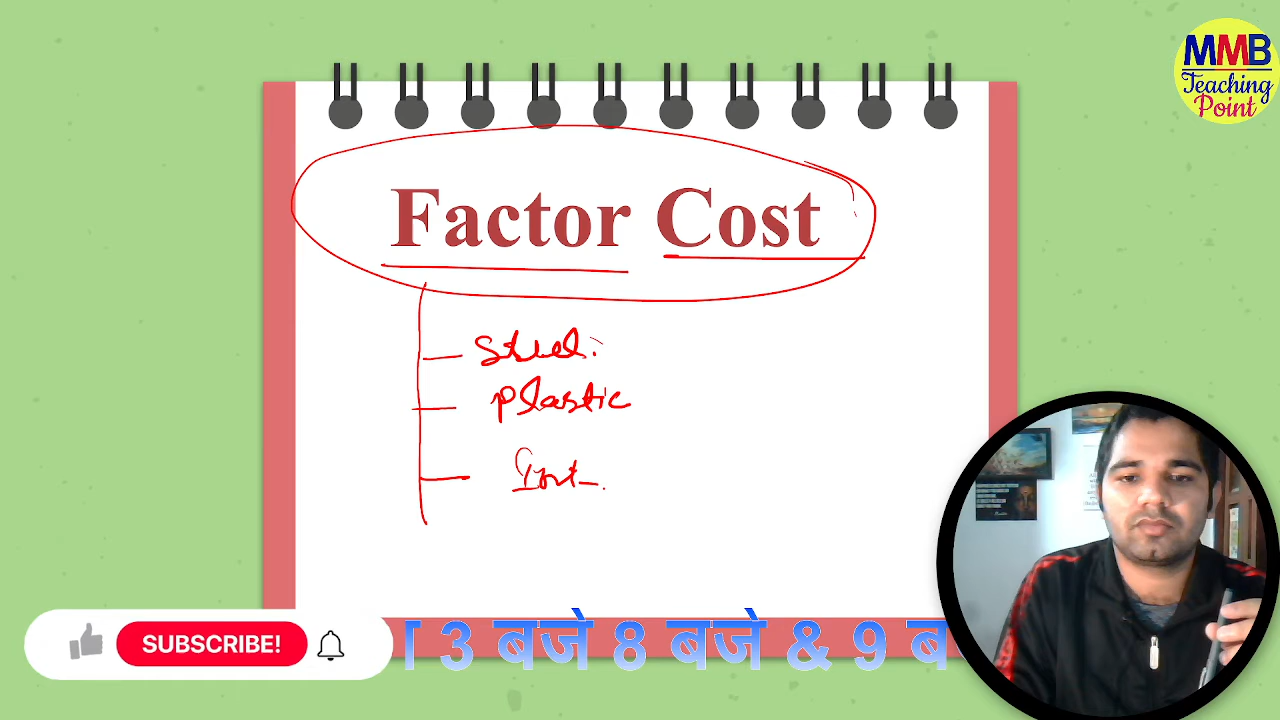 MMB
Teaching
Point
Factor Cost
Steel
Plastic
SUBSCRIBE!
3 बजे 8 बजे & 9